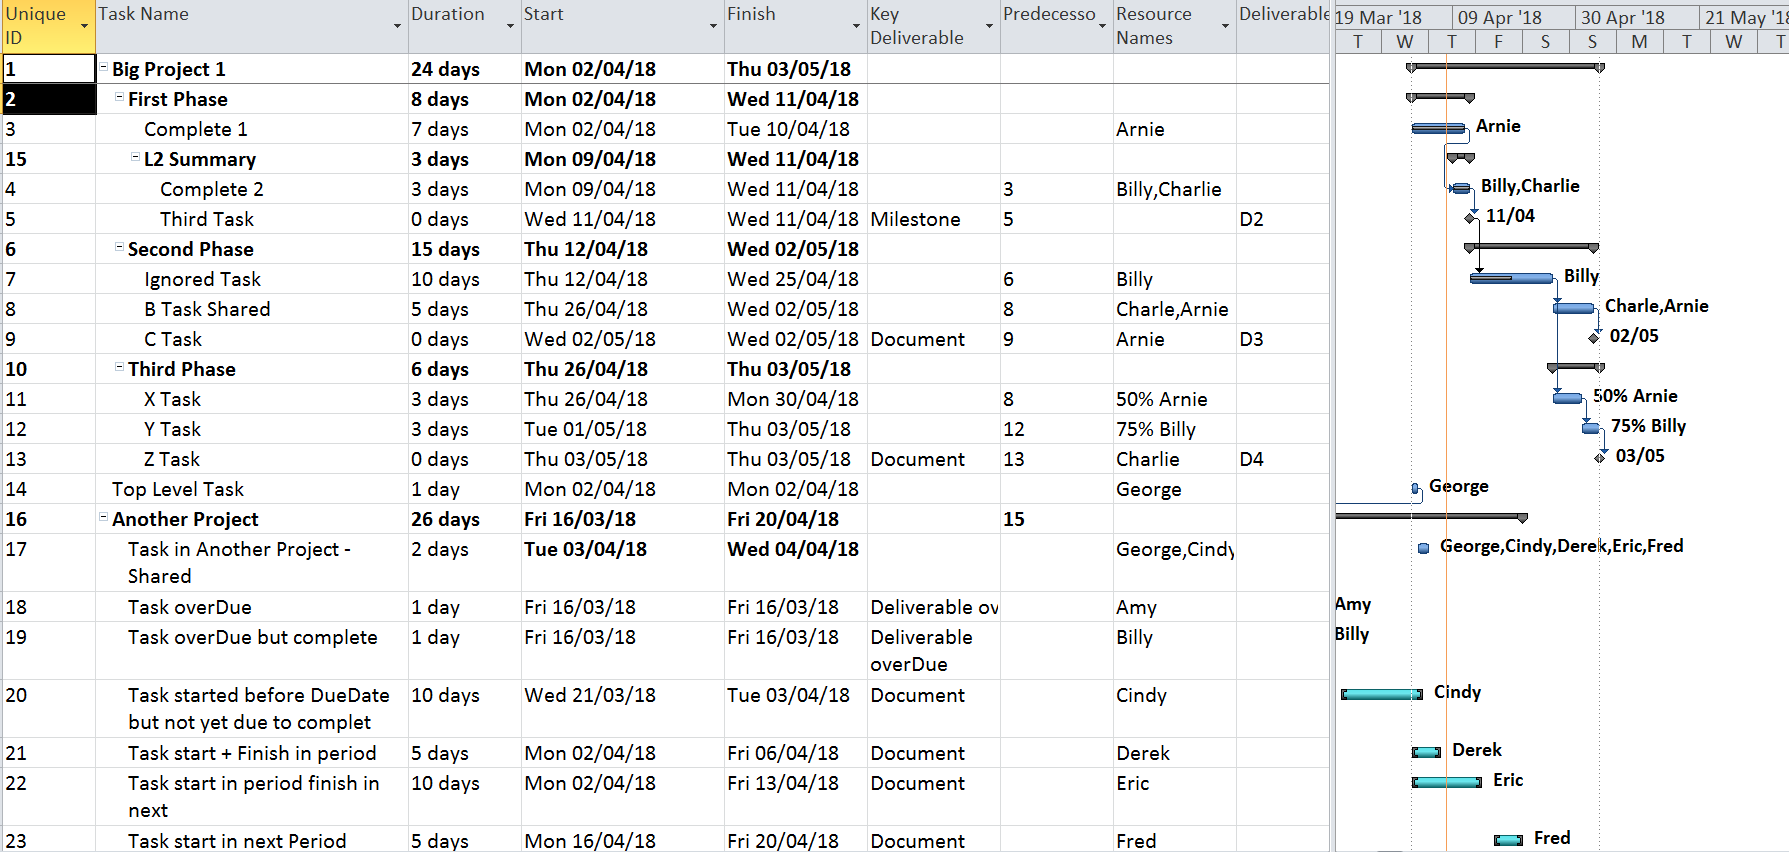 Unique ID Task Name Duration Start Finish Key Deliverable Predecesso Resource Names Deliverable
19 Mar '18 09 Apr '18 30 Apr '18 21 May '18
T W T F S S M T W T
1 Big Project 1 24 days Mon 02/04/18 Thu 03/05/18
2 First Phase 8 days Mon 02/04/18 Wed 11/04/18
3 Complete 1 7 days Mon 02/04/18 Tue 10/04/18 Arnie Arnie
15 L2 Summary 3 days Mon 09/04/18 Wed 11/04/18
4 Complete 2 3 days Mon 09/04/18 Wed 11/04/18 3 Billy,Charlie Billy,Charlie
5 Third Task 0 days Wed 11/04/18 Wed 11/04/18 Milestone 5 D2 11/04
6 Second Phase 15 days Thu 12/04/18 Wed 02/05/18
7 Ignored Task 10 days Thu 12/04/18 Wed 25/04/18 6 Billy Billy
8 B Task Shared 5 days Thu 26/04/18 Wed 02/05/18 8 Charle,Arnie Charle,Arnie
9 C Task 0 days Wed 02/05/18 Wed 02/05/18 Document 9 Arnie D3 02/05
10 Third Phase 6 days Thu 26/04/18 Thu 03/05/18
11 X Task 3 days Thu 26/04/18 Mon 30/04/18 8 50% Arnie 50% Arnie
12 Y Task 3 days Tue 01/05/18 Thu 03/05/18 12 75% Billy 75% Billy
13 Z Task 0 days Thu 03/05/18 Thu 03/05/18 Document 13 Charlie D4 03/05
14 Top Level Task 1 day Mon 02/04/18 Mon 02/04/18 George George
16 Another Project 26 days Fri 16/03/18 Fri 20/04/18 15
17 Task in Another Project - 2 days Tue 03/04/18 Wed 04/04/18 George,Cindy George,Cindy,Derek,Eric,Fred
Shared
18 Task overDue 1 day Fri 16/03/18 Fri 16/03/18 Deliverable ov Amy Amy
19 Task overDue but complete 1 day Fri 16/03/18 Fri 16/03/18 Deliverable Billy Billy
overDue
20 Task started before DueDate 10 days Wed 21/03/18 Tue 03/04/18 Document Cindy Cindy
but not yet due to complet
21 Task start + Finish in period 5 days Mon 02/04/18 Fri 06/04/18 Document Derek Derek
22 Task start in period finish in 10 days Mon 02/04/18 Fri 13/04/18 Document Eric Eric
next
23 Task start in next Period 5 days Mon 16/04/18 Fri 20/04/18 Document Fred Fred